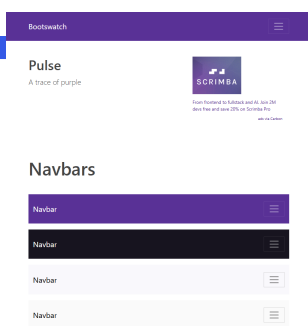 Bootswatch
Pulse
A trace of purple
SCRIMBA
From frontend to fullstack and AI. Join 2M
devs free and save 20% on Scrimba Pro.
ads via Carbon
Navbars
Navbar
Navbar
Navbar
Navbar